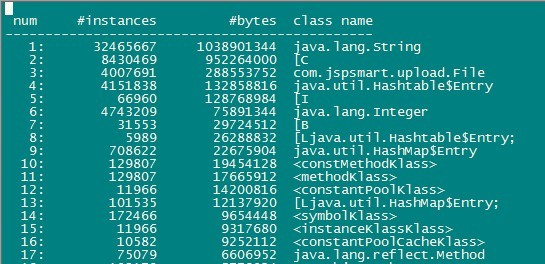 num #instances #bytes class name
----------------------------------------------
1: 32465667 1038901344 java.lang.String
2: 8430469 952264000 [C
3: 4007691 288553752 com.jspsmart.upload.File
4: 4151838 132858816 java.util.Hashtable$Entry
5: 66960 128768984 [I
6: 4743209 75891344 java.lang.Integer
7: 31553 29724512 [B
8: 5989 26288832 [Ljava.util.Hashtable$Entry;
9: 708622 22675904 java.util.HashMap$Entry
10: 129807 19454128 <constMethodKlass>
11: 129807 17665912 <methodKlass>
12: 11966 14200816 <constantPoolKlass>
13: 101535 12137920 [Ljava.util.HashMap$Entry;
14: 172466 9654448 <symbolKlass>
15: 11966 9317680 <instanceKlassKlass>
16: 10582 9252112 <constantPoolCacheKlass>
17: 75079 6606952 java.lang.reflect.Method